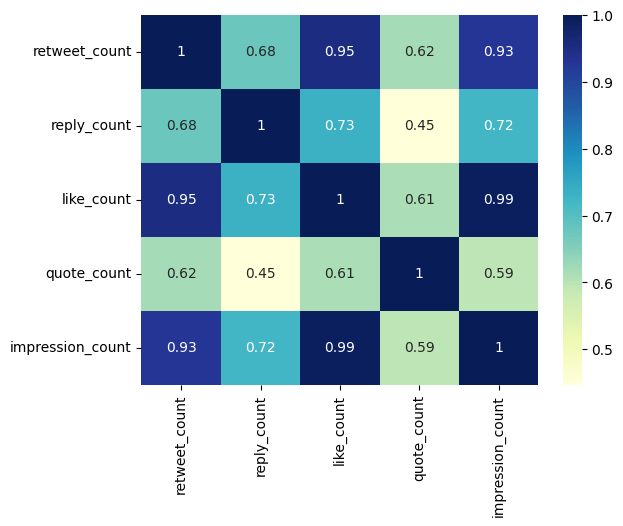 retweet_count 1 0.68 0.95 0.62 0.93
reply_count 0.68 1 0.73 0.45 0.72
like_count 0.95 0.73 1 0.61 0.99
quote_count 0.62 0.45 0.61 1 0.59
impression_count 0.93 0.72 0.99 0.59 1
retweet_count
reply_count
like_count
quote_count
impression_count
1.0
0.9
0.8
0.7
0.6
0.5